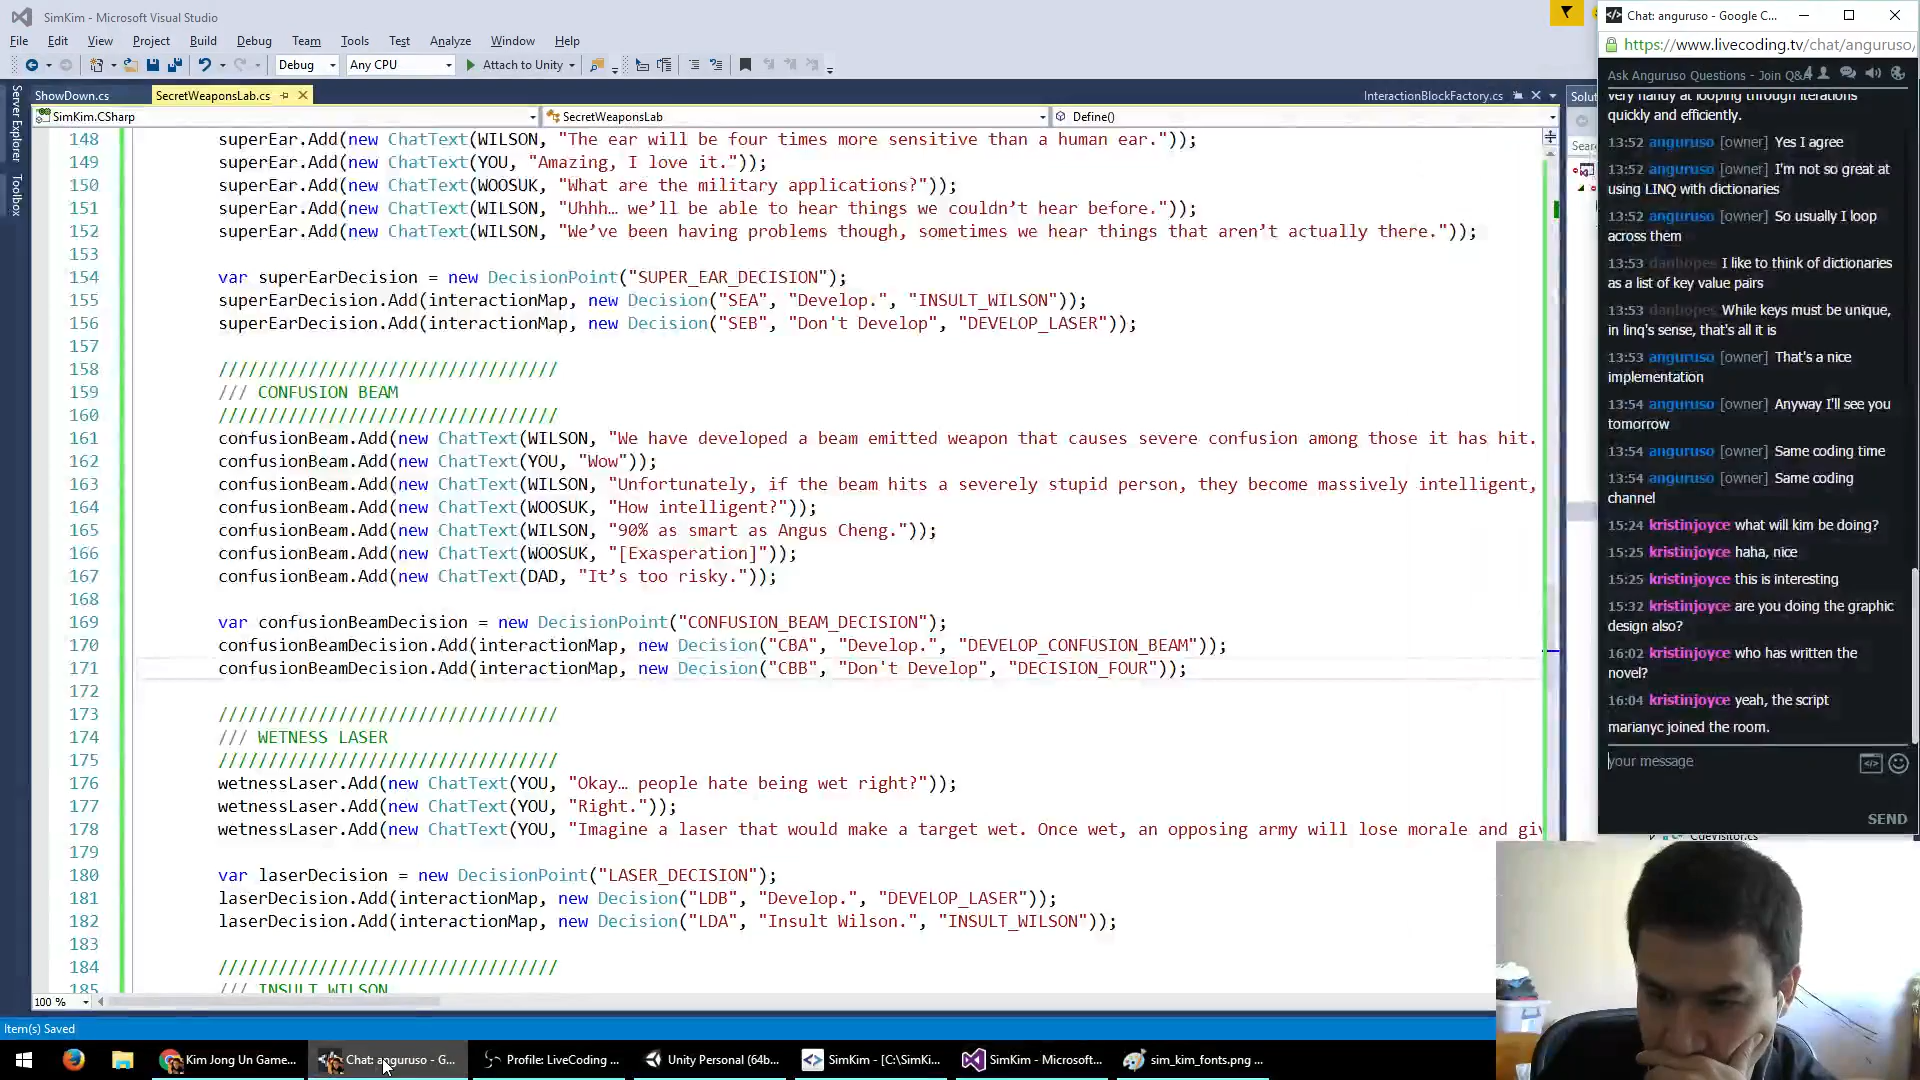 SimKim - Microsoft Visual Studio
File Edit View Project Build Debug Team Tools Test Analyze Window Help
Debug Any CPU Attach to Unity
ShowDown.cs SecretWeaponsLab.cs InteractionBlockFactory.cs
SimKim.CSharp SecretWeaponsLab Define()
Server Explorer
Toolbox
148 superEar.Add(new ChatText(WILSON, "The ear will be four times more sensitive than a human ear."));
149 superEar.Add(new ChatText(YOU, "Amazing, I love it."));
150 superEar.Add(new ChatText(WOOSUK, "What are the military applications?"));
151 superEar.Add(new ChatText(WILSON, "Uhhh… we’ll be able to hear things we couldn’t hear before."));
152 superEar.Add(new ChatText(WILSON, "We’ve been having problems though, sometimes we hear things that aren’t actually there."));
153
154 var superEarDecision = new DecisionPoint("SUPER_EAR_DECISION");
155 superEarDecision.Add(interactionMap, new Decision("SEA", "Develop.", "INSULT_WILSON"));
156 superEarDecision.Add(interactionMap, new Decision("SEB", "Don't Develop", "DEVELOP_LASER"));
157
158 //////////////////////////////////
159 /// CONFUSION BEAM
160 //////////////////////////////////
161 confusionBeam.Add(new ChatText(WILSON, "We have developed a beam emitted weapon that causes severe confusion among those it has hit.
162 confusionBeam.Add(new ChatText(YOU, "Wow"));
163 confusionBeam.Add(new ChatText(WILSON, "Unfortunately, if the beam hits a severely stupid person, they become massively intelligent,
164 confusionBeam.Add(new ChatText(WOOSUK, "How intelligent?"));
165 confusionBeam.Add(new ChatText(WILSON, "90% as smart as Angus Cheng."));
166 confusionBeam.Add(new ChatText(WOOSUK, "[Exasperation]"));
167 confusionBeam.Add(new ChatText(DAD, "It’s too risky."));
168
169 var confusionBeamDecision = new DecisionPoint("CONFUSION_BEAM_DECISION");
170 confusionBeamDecision.Add(interactionMap, new Decision("CBA", "Develop.", "DEVELOP_CONFUSION_BEAM"));
171 confusionBeamDecision.Add(interactionMap, new Decision("CBB", "Don't Develop", "DECISION_FOUR"));
172
173 //////////////////////////////////
174 /// WETNESS LASER
175 //////////////////////////////////
176 wetnessLaser.Add(new ChatText(YOU, "Okay… people hate being wet right?"));
177 wetnessLaser.Add(new ChatText(YOU, "Right."));
178 wetnessLaser.Add(new ChatText(YOU, "Imagine a laser that would make a target wet. Once wet, an opposing army will lose morale and gi
179
180 var laserDecision = new DecisionPoint("LASER_DECISION");
181 laserDecision.Add(interactionMap, new Decision("LDB", "Develop.", "DEVELOP_LASER"));
182 laserDecision.Add(interactionMap, new Decision("LDA", "Insult Wilson.", "INSULT_WILSON"));
183
184 //////////////////////////////////
185 /// INSULT WILSON
100 %
Item(s) Saved
Solut
Sear
CueVisitor.cs
Chat: anguruso - Google C...
https://www.livecoding.tv/chat/anguruso/
Ask Anguruso Questions - Join Q&A 4
very handy at looping through iterations
quickly and efficiently.
13:52 anguruso [owner] Yes I agree
13:52 anguruso [owner] I'm not so great at
using LINQ with dictionaries
13:52 anguruso [owner] So usually I loop
across them
13:53 danhopes I like to think of dictionaries
as a list of key value pairs
13:53 danhopes While keys must be unique,
in linq's sense, that's all it is
13:53 anguruso [owner] That's a nice
implementation
13:54 anguruso [owner] Anyway I'll see you
tomorrow
13:54 anguruso [owner] Same coding time
13:54 anguruso [owner] Same coding
channel
15:24 kristinjoyce what will kim be doing?
15:25 kristinjoyce haha, nice
15:25 kristinjoyce this is interesting
15:32 kristinjoyce are you doing the graphic
design also?
16:02 kristinjoyce who has written the
novel?
16:04 kristinjoyce yeah, the script
marianyc joined the room.
your message
SEND
Kim Jong Un Game... Chat: anguruso - G... Profile: LiveCoding ... Unity Personal (64b... SimKim - [C:\SimKi... SimKim - Microsoft... sim_kim_fonts.png ...